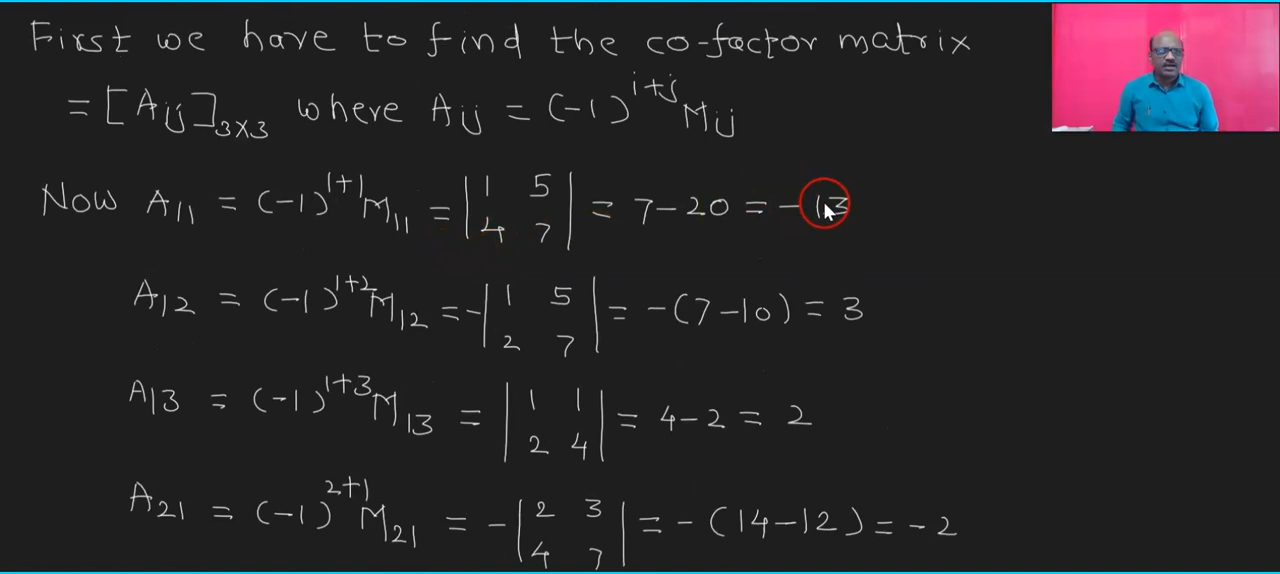 First we have to find the co-factor matrix
= [Aij]3×3 where Aij = (-1)^i+j Mij
Now A11 = (-1)^1+1 M11 = |1 5; 4 7| = 7-20 = -13
A12 = (-1)^1+2 M12 = -|1 5; 2 7| = -(7-10) = 3
A13 = (-1)^1+3 M13 = |1 1; 2 4| = 4-2 = 2
A21 = (-1)^2+1 M21 = -|2 3; 4 7| = -(14-12) = -2